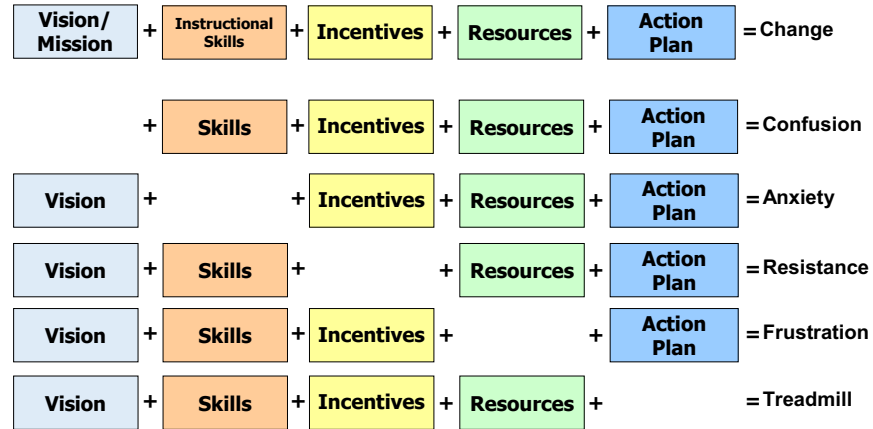 Vision/ Mission + Instructional Skills + Incentives + Resources + Action Plan = Change
+ Skills + Incentives + Resources + Action Plan = Confusion
Vision + + Incentives + Resources + Action Plan = Anxiety
Vision + Skills + + Resources + Action Plan = Resistance
Vision + Skills + Incentives + + Action Plan = Frustration
Vision + Skills + Incentives + Resources + = Treadmill